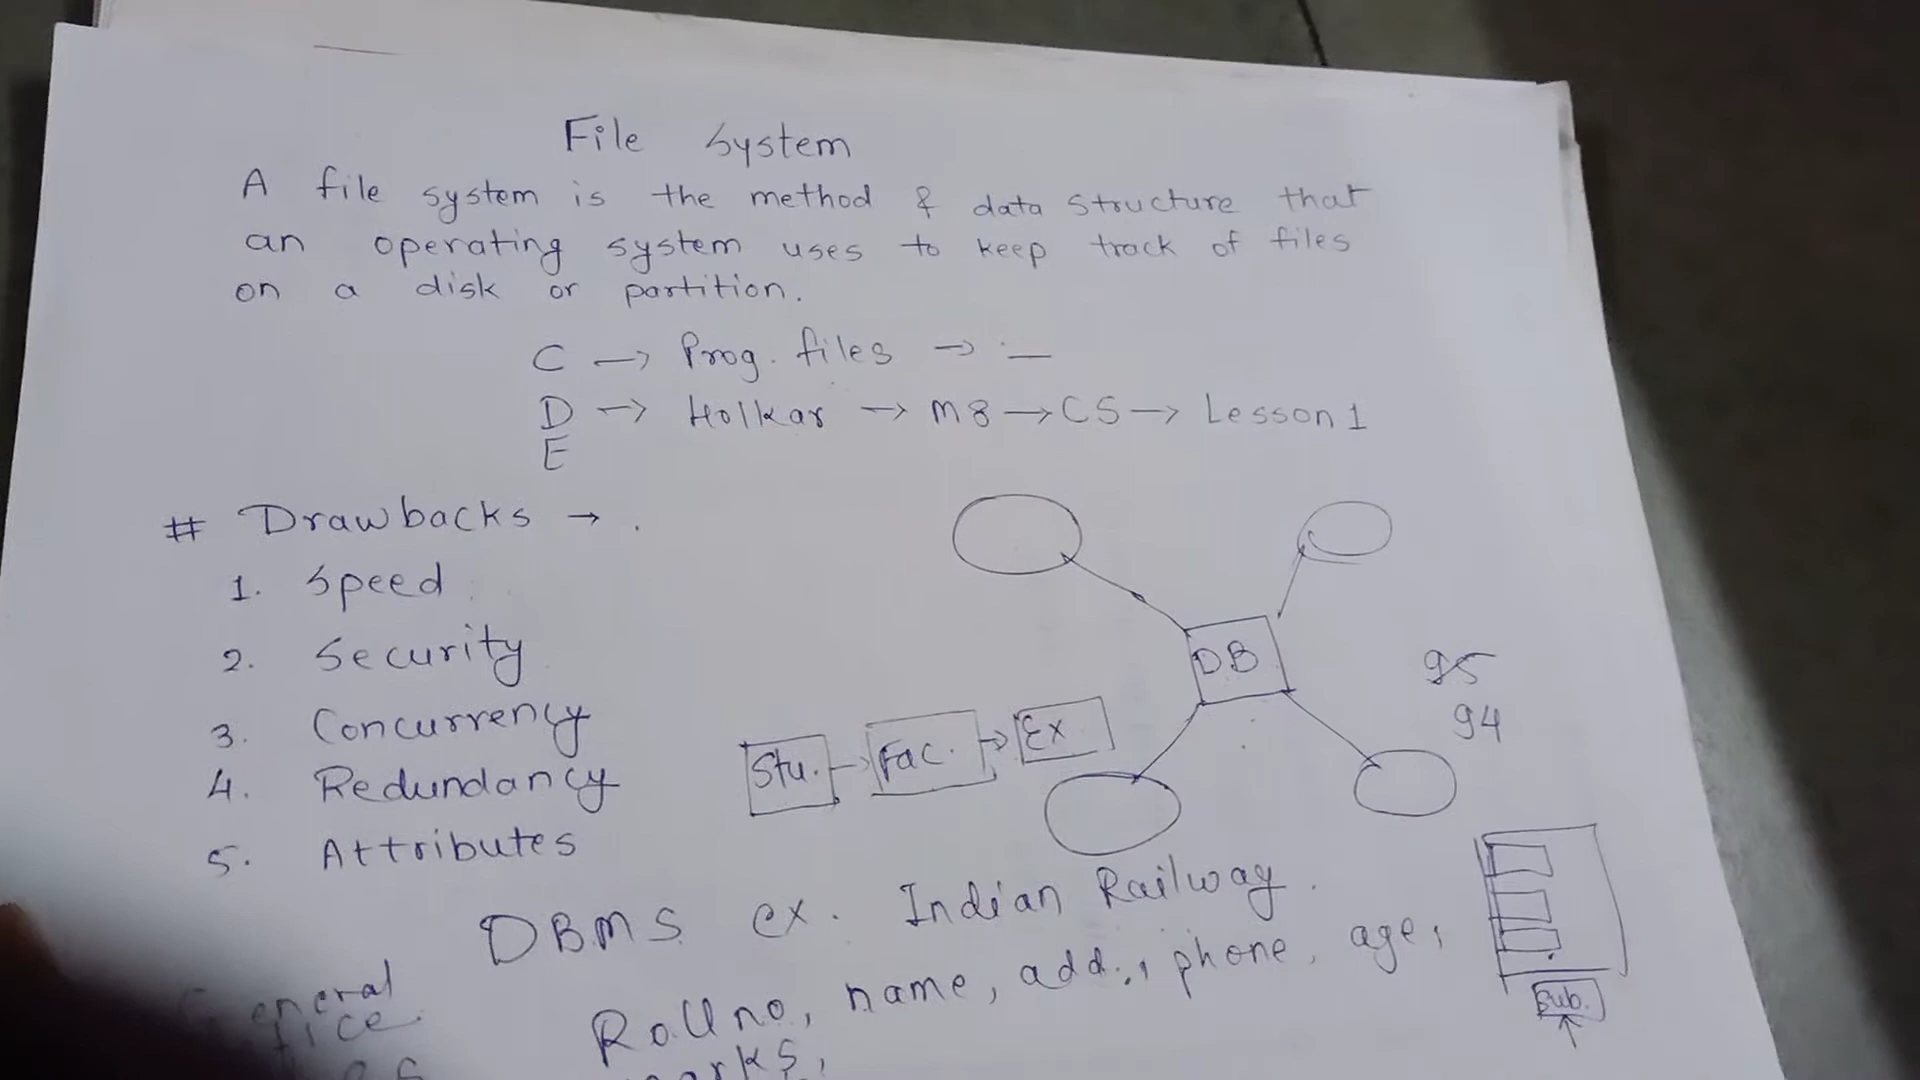 File System
A file system is the method & data structure that
an operating system uses to keep track of files
on a disk or partition.
C → Prog. files → —
D → Holkar → M8 → CS → Lesson 1
E
# Drawbacks → .
1. Speed
2. Security
3. Concurrency
4. Redundancy
5. Attributes
DB
95
94
Stu. → Fac. → Ex
DBMS ex. Indian Railway.
Roll no, name, add., phone, age,
Sub.
General